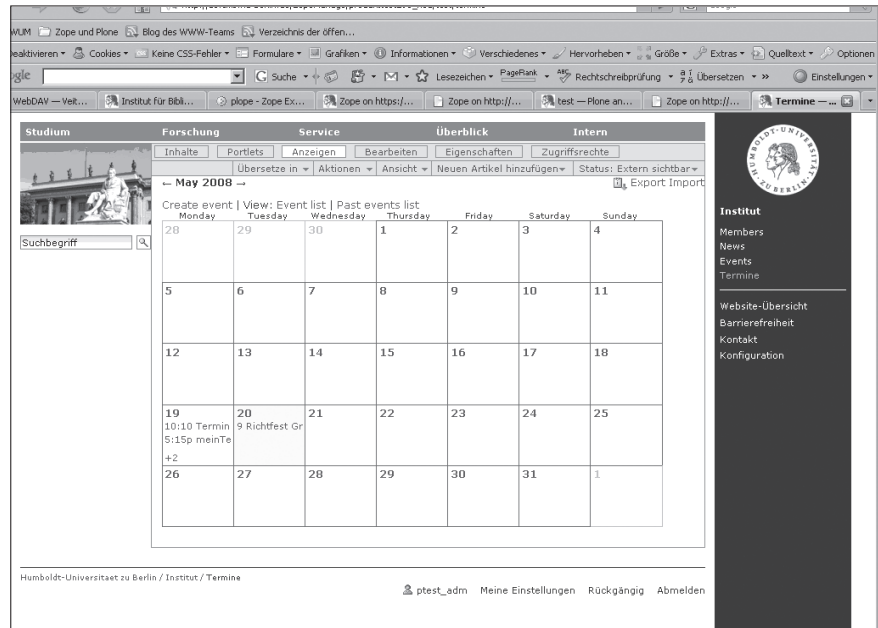 WUM Zope und Plone Blog des WWW-Teams Verzeichnis der öffen...
eaktivieren Cookies Keine CSS-Fehler Formulare Grafiken Informationen Verschiedenes Hervorheben Größe Extras Quelltext Optionen
gle G Suche PageRank ABC Rechtschreibprüfung Übersetzen » Einstellungen
Lesezeichen
WebDAV — Veit... Institut für Bibli... plope - Zope Ex... Zope on https:/... Zope on http://... test — Plone an... Zope on http://... Termine — ...
Studium Forschung Service Überblick Intern
Inhalte Portlets Anzeigen Bearbeiten Eigenschaften Zugriffsrechte
Übersetze in Aktionen Ansicht Neuen Artikel hinzufügen Status: Extern sichtbar
← May 2008 → Export Import
Create event | View: Event list | Past events list
Monday Tuesday Wednesday Thursday Friday Saturday Sunday
28 29 30 1 2 3 4
5 6 7 8 9 10 11
12 13 14 15 16 17 18
19 20 21 22 23 24 25
10:10 Termin 9 Richtfest Gr
5:15p meinTe
+2
26 27 28 29 30 31 1
Suchbegriff
Institut
Members
News
Events
Termine
Website-Übersicht
Barrierefreiheit
Kontakt
Konfiguration
Humboldt-Universitaet zu Berlin / Institut / Termine
ptest_adm Meine Einstellungen Rückgängig Abmelden